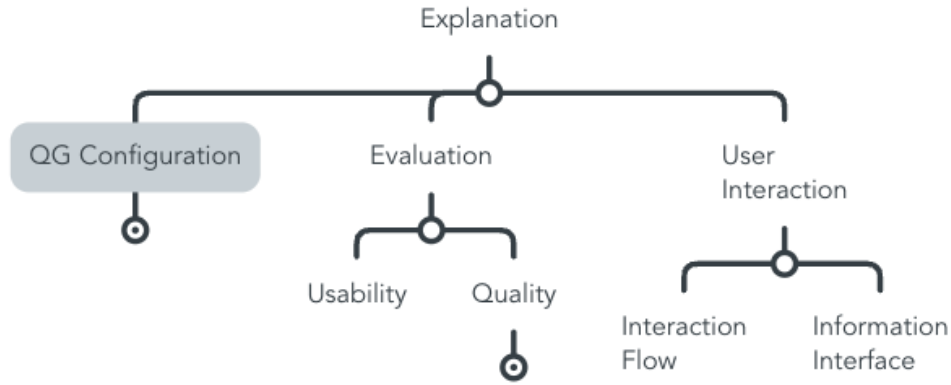 Explanation
QG Configuration
Evaluation
User
Interaction
Usability
Quality
Interaction
Flow
Information
Interface